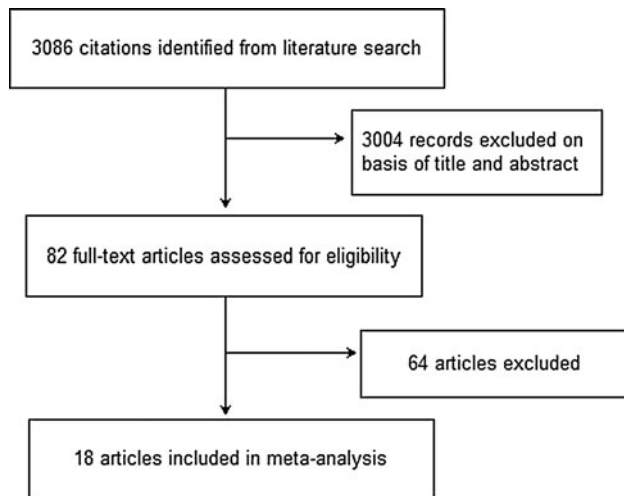 3086 citations identified from literature search
3004 records excluded on
basis of title and abstract
82 full-text articles assessed for eligibility
64 articles excluded
18 articles included in meta-analysis